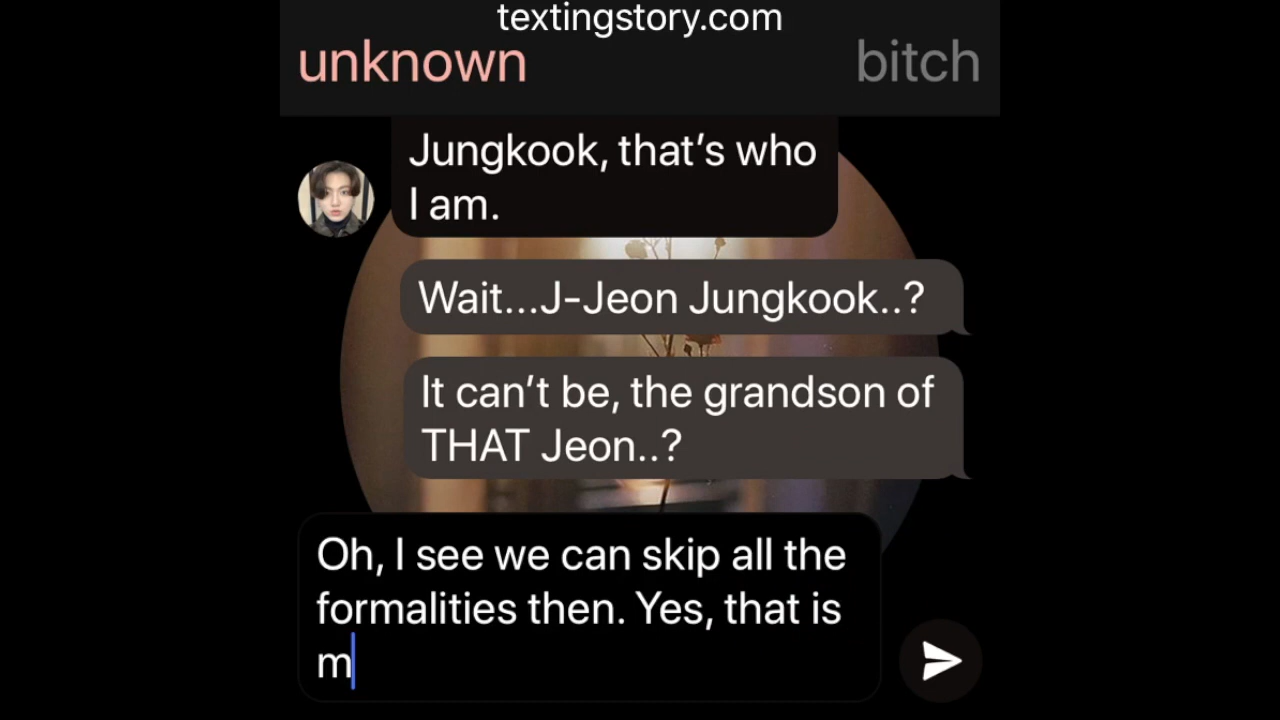 textingstory.com
unknown
bitch
Jungkook, that’s who
I am.
Wait...J-Jeon Jungkook..?
It can’t be, the grandson of
THAT Jeon..?
Oh, I see we can skip all the
formalities then. Yes, that is
m